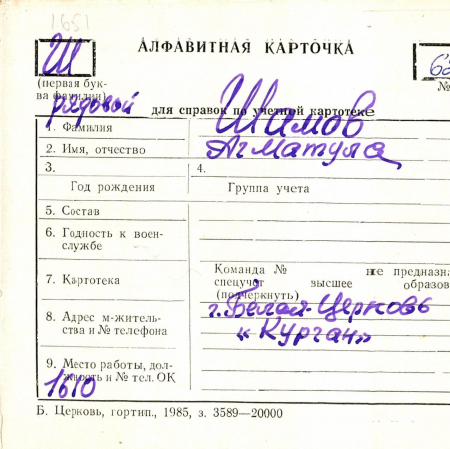 1651
Ш
АЛФАВИТНАЯ КАРТОЧКА
(первая бук-
ва фамилии)
№
рядовой
для справок по учетной картотеке
1. Фамилия Шамов
2. Имя, отчество Агматула
3.
4.
Год рождения
Группа учета
5. Состав
6. Годность к воен-
службе
7. Картотека
Команда № не предназна
спецучёт высшее образов
(подчеркнуть)
8. Адрес м-житель-
ства и № телефона
г. Белая-Церковь
«Курган»
9. Место работы, дол-
жность и № тел. ОК
1610
Б. Церковь, гортип., 1985, з. 3589—20000